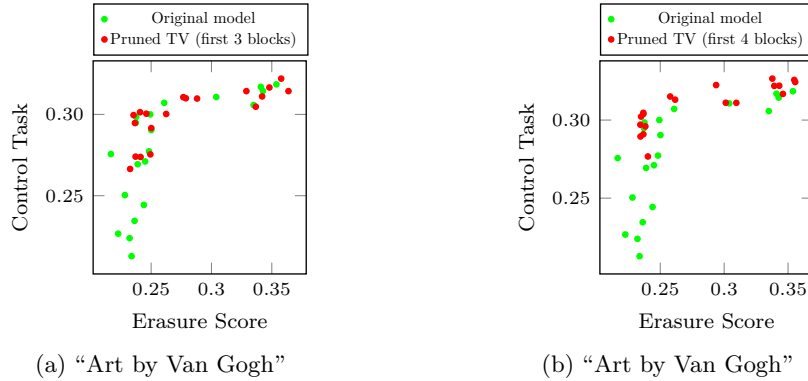 Original model
Pruned TV (first 3 blocks)
0.30
0.25
Control Task
0.25 0.3 0.35
Erasure Score
(a) “Art by Van Gogh”
Original model
Pruned TV (first 4 blocks)
0.30
0.25
Control Task
0.25 0.3 0.35
Erasure Score
(b) “Art by Van Gogh”